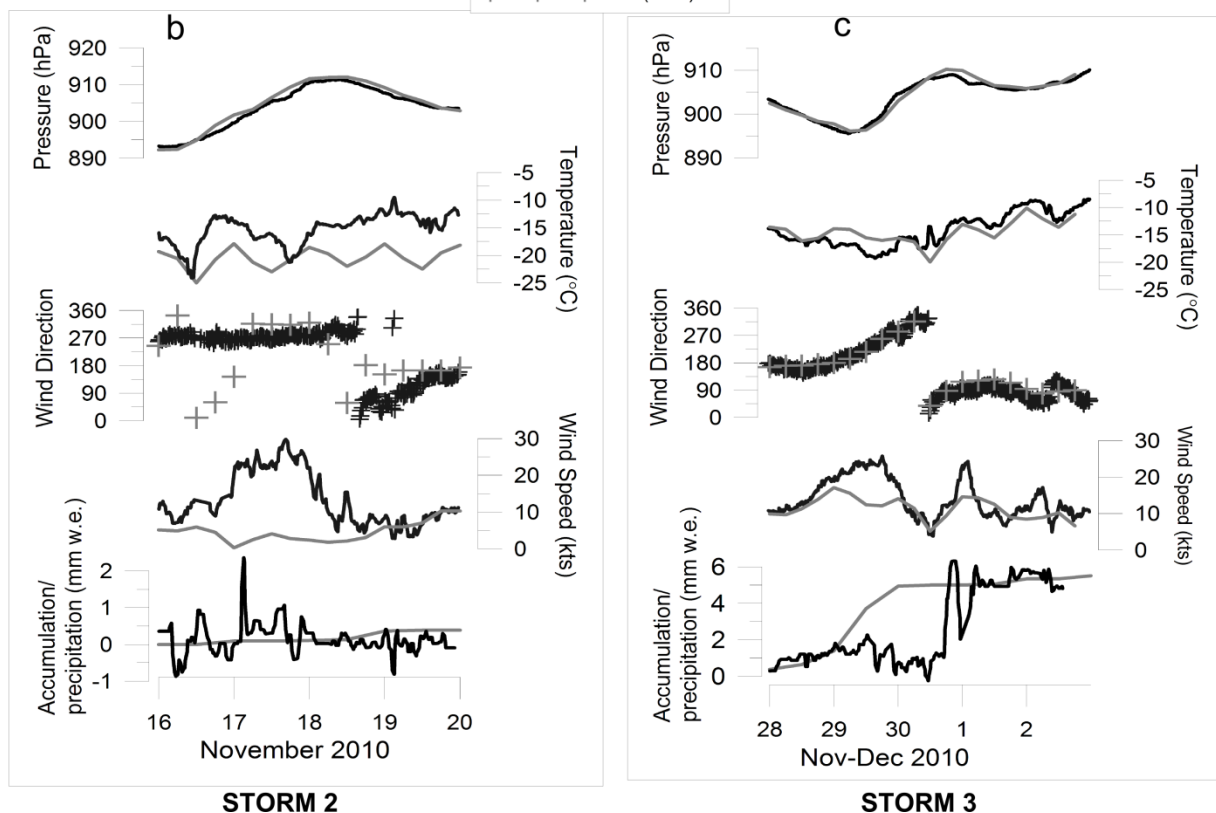 b
920
910
900
890
Pressure (hPa)
-5
-10
-15
-20
-25
Temperature (°C)
360
270
180
90
0
Wind Direction
30
20
10
0
Wind Speed (kts)
2
1
0
-1
Accumulation/
precipitation (mm w.e.)
16 17 18 19 20
November 2010
STORM 2
c
910
900
890
Pressure (hPa)
-5
-10
-15
-20
-25
Temperature (°C)
360
270
180
90
0
Wind Direction
30
20
10
0
Wind Speed (kts)
6
4
2
0
Accumulation/
precipitation (mm w.e.)
28 29 30 1 2
Nov-Dec 2010
STORM 3